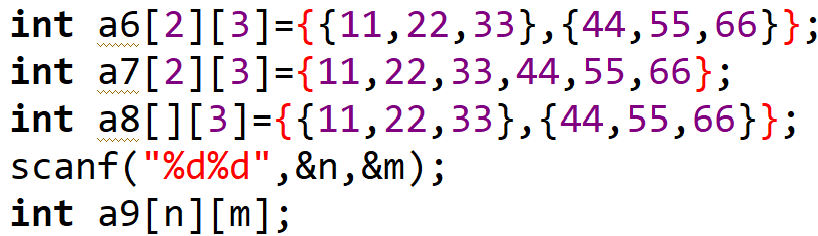 int a6[2][3]={{11,22,33},{44,55,66}};
int a7[2][3]={11,22,33,44,55,66};
int a8[][3]={{11,22,33},{44,55,66}};
scanf("%d%d",&n,&m);
int a9[n][m];